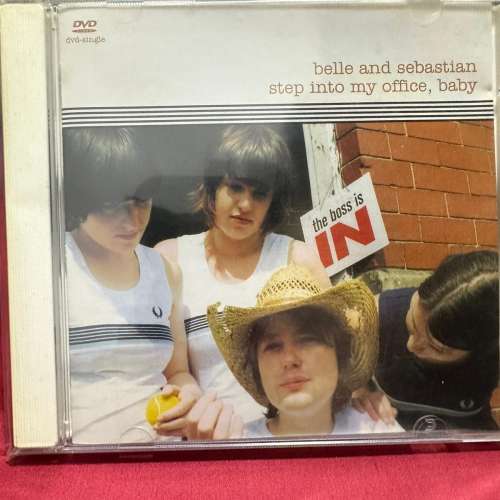 DVD
dvd-single
belle and sebastian
step into my office, baby
the boss is
IN